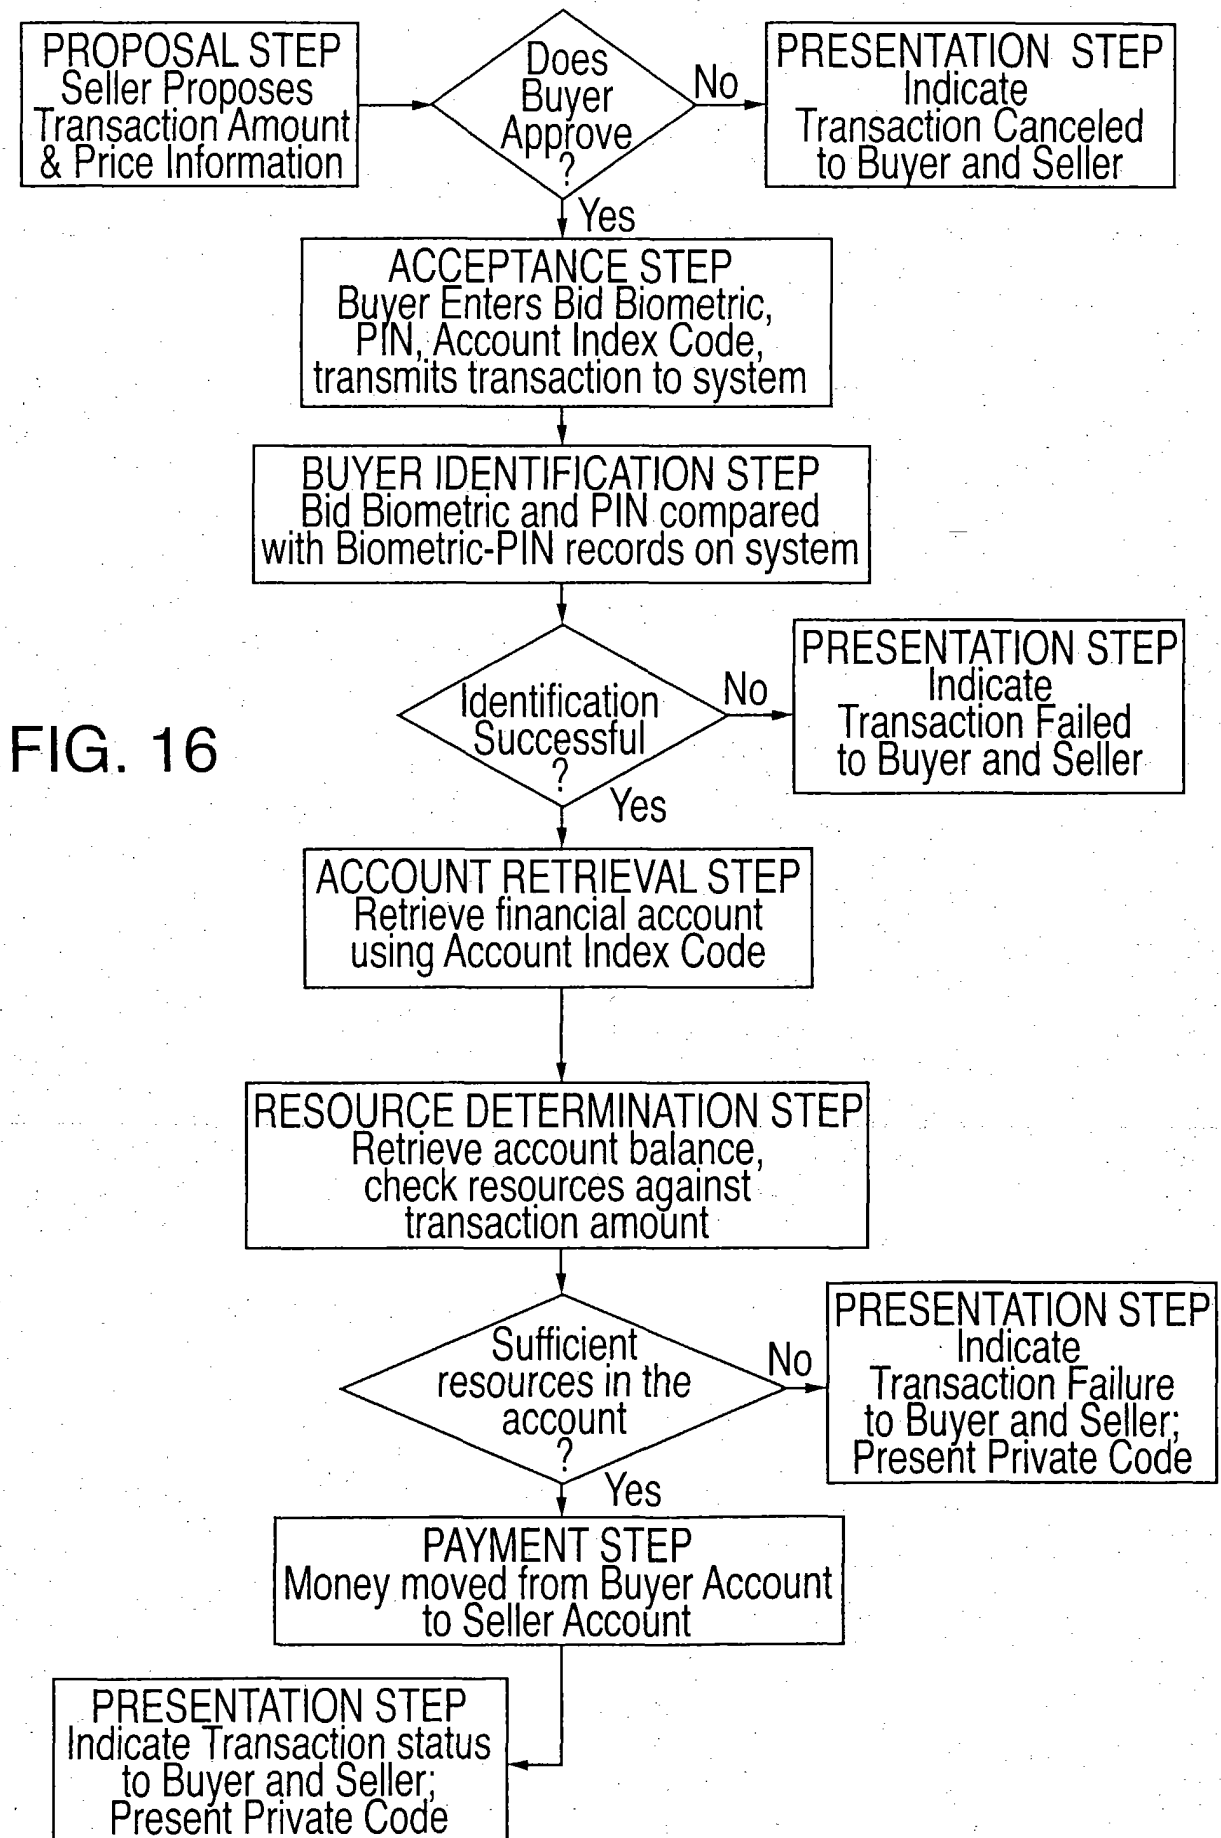 PROPOSAL STEP
Seller Proposes
Transaction Amount
& Price Information
Does
Buyer
Approve
?
No
PRESENTATION STEP
Indicate
Transaction Canceled
to Buyer and Seller
Yes
ACCEPTANCE STEP
Buyer Enters Bid Biometric,
PIN, Account Index Code,
transmits transaction to system
BUYER IDENTIFICATION STEP
Bid Biometric and PIN compared
with Biometric-PIN records on system
Identification
Successful
?
No
PRESENTATION STEP
Indicate
Transaction Failed
to Buyer and Seller
FIG. 16
Yes
ACCOUNT RETRIEVAL STEP
Retrieve financial account
using Account Index Code
RESOURCE DETERMINATION STEP
Retrieve account balance,
check resources against
transaction amount
Sufficient
resources in the
account
?
No
PRESENTATION STEP
Indicate
Transaction Failure
to Buyer and Seller;
Present Private Code
Yes
PAYMENT STEP
Money moved from Buyer Account
to Seller Account
PRESENTATION STEP
Indicate Transaction status
to Buyer and Seller;
Present Private Code